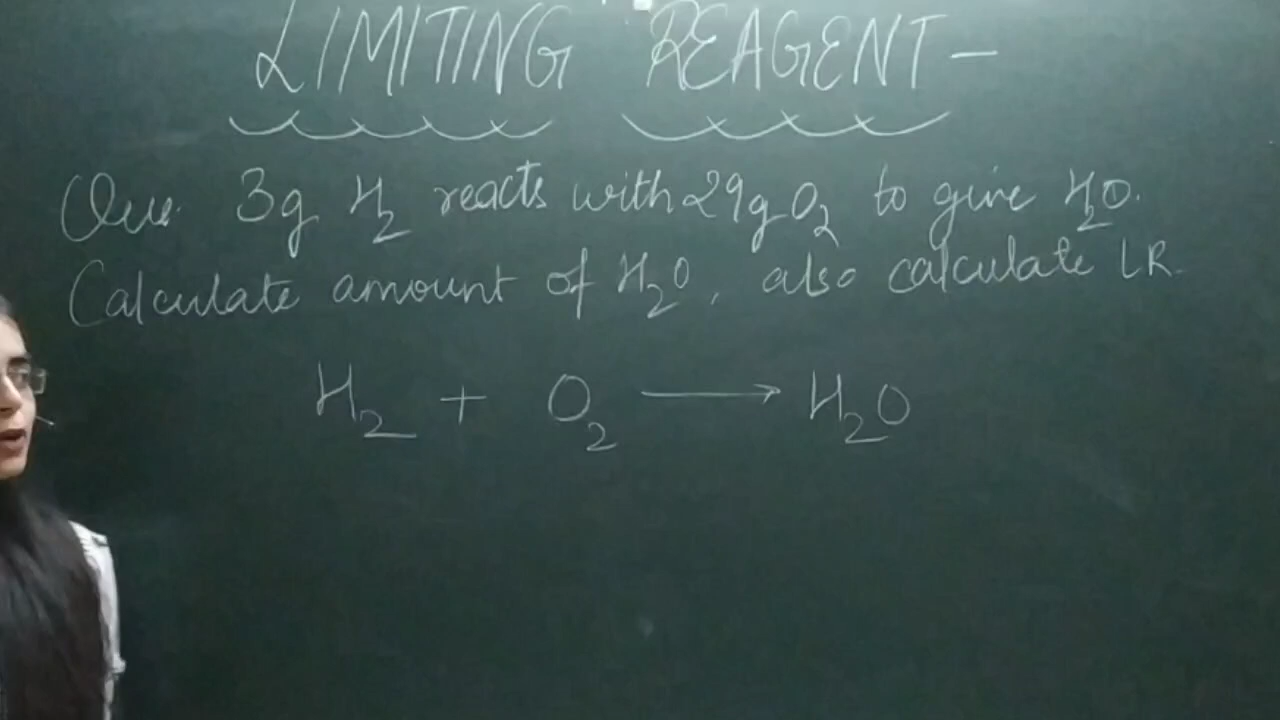 LIMITING REAGENT -
Que. 3g H₂ reacts with 29g O₂ to give H₂O.
Calculate amount of H₂O, also calculate LR.
H₂ + O₂ ⟶ H₂O